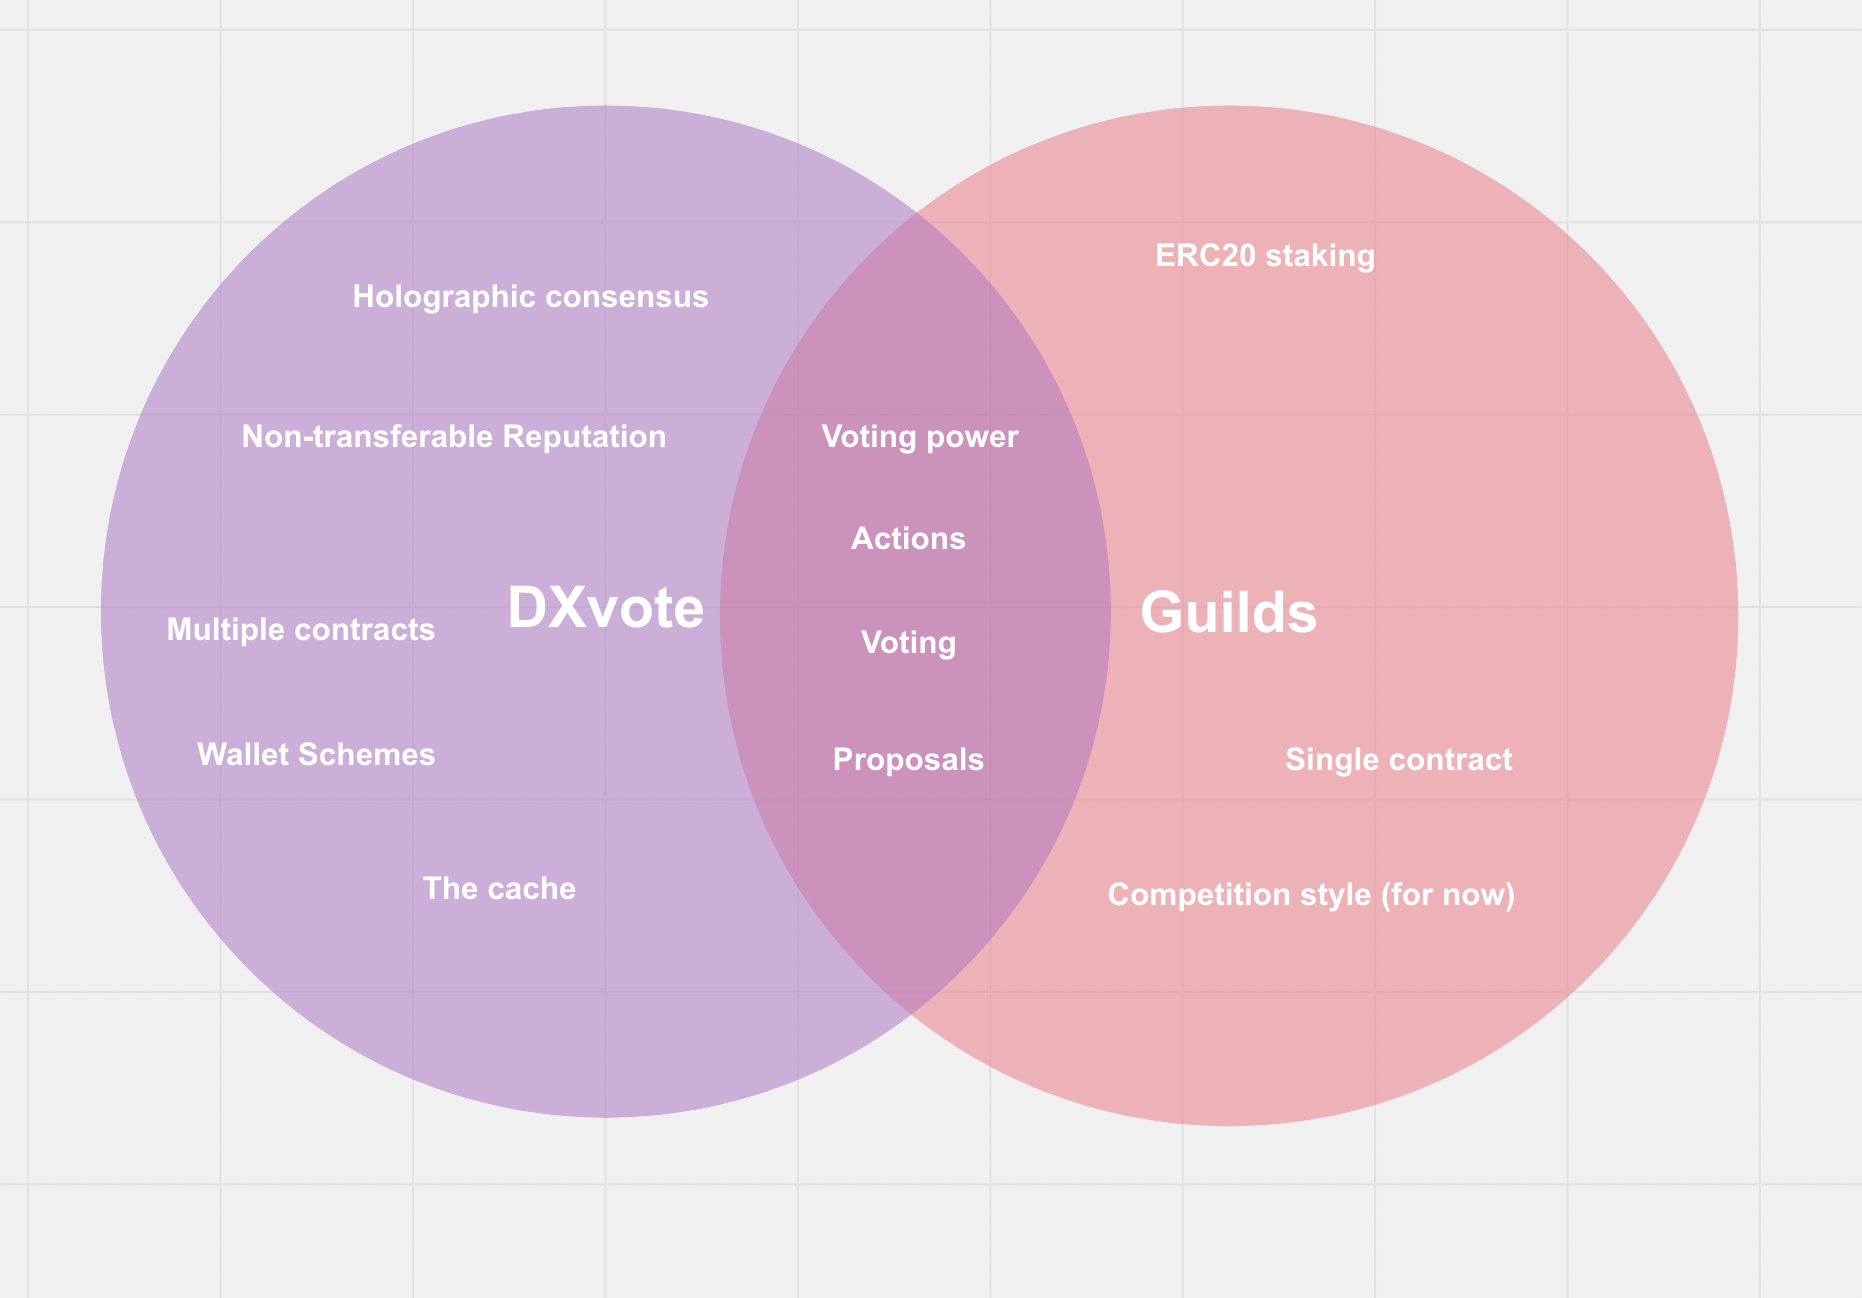 ERC20 staking
Holographic consensus
Non-transferable Reputation
Voting power
Actions
DXvote
Guilds
Multiple contracts
Voting
Wallet Schemes
Proposals
Single contract
The cache
Competition style (for now)